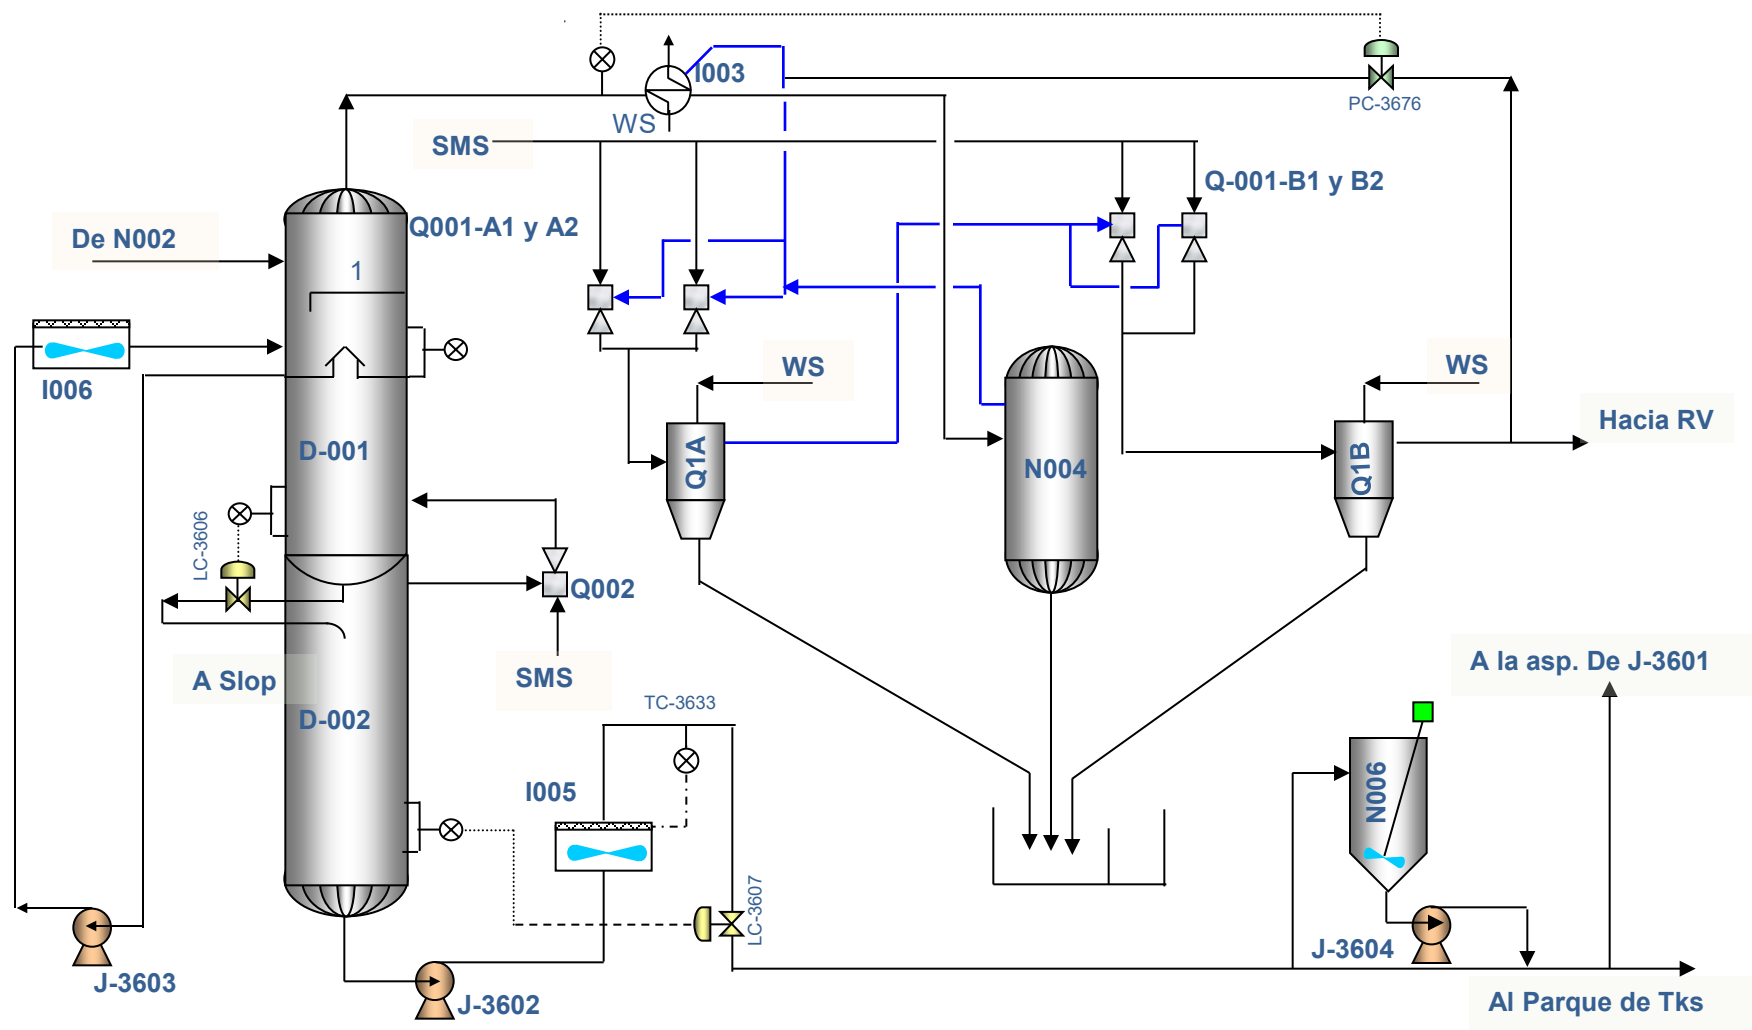 I003
WS
PC-3676
SMS
Q-001-B1 y B2
Q001-A1 y A2
De N002
1
I006
WS
WS
Hacia RV
D-001
Q1A
N004
Q1B
LC-3606
Q002
A Slop
SMS
D-002
TC-3633
A la asp. De J-3601
I005
N006
LC-3607
J-3603
J-3602
J-3604
Al Parque de Tks